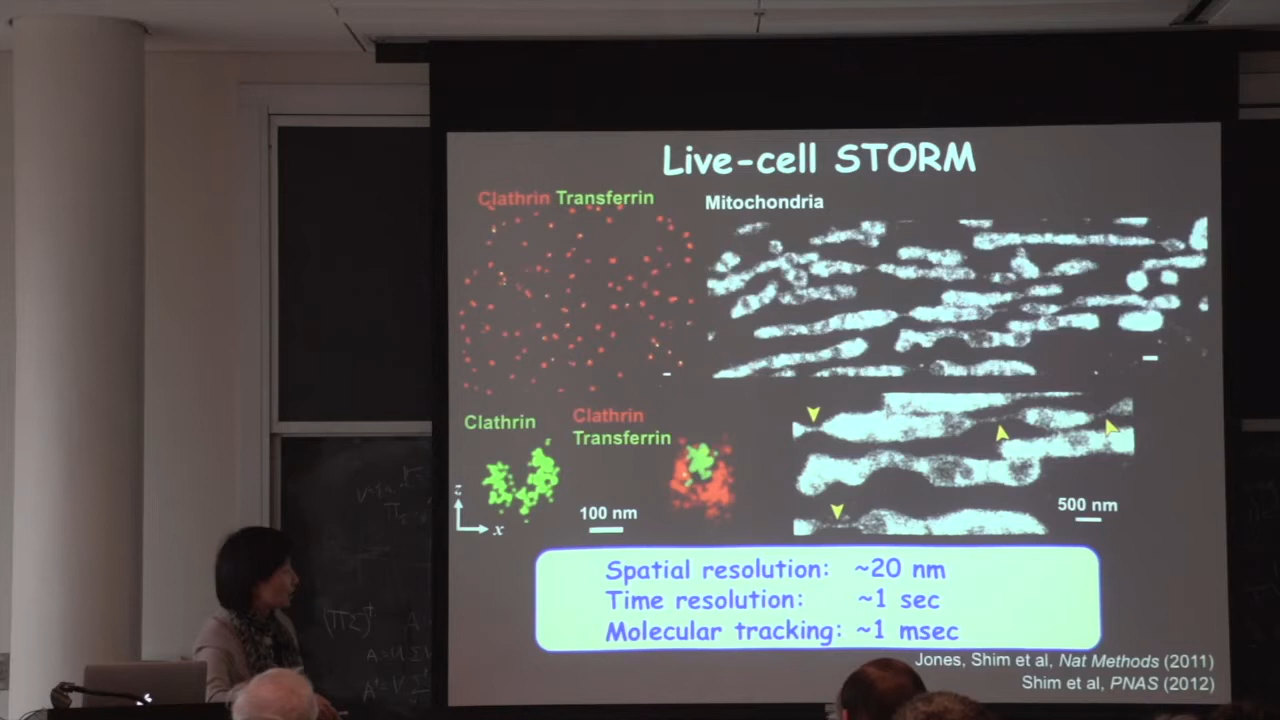 Live-cell STORM
Clathrin Transferrin
Mitochondria
Clathrin
Clathrin
Transferrin
z
x
100 nm
500 nm
Spatial resolution: ~20 nm
Time resolution: ~1 sec
Molecular tracking: ~1 msec
Jones, Shim et al, Nat Methods (2011)
Shim et al, PNAS (2012)